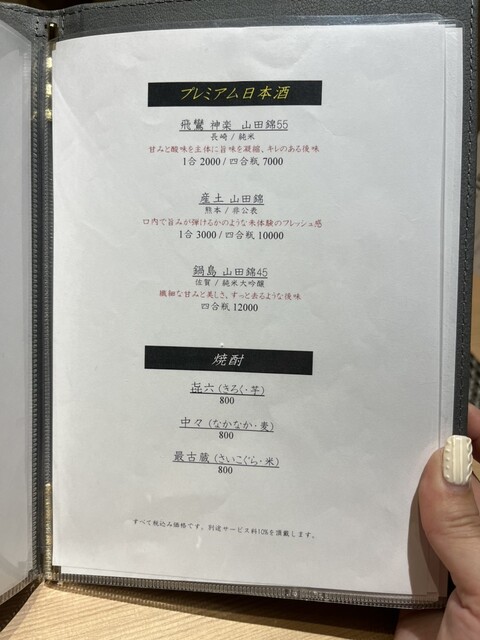 プレミアム日本酒
飛鸞 神楽 山田錦55
長崎 / 純米
甘みと酸味を主体に旨味を凝縮、キレのある後味
1合 2000 / 四合瓶 7000
産土 山田錦
熊本 / 非公表
口内で旨みが弾けるかのような未体験のフレッシュ感
1合 3000 / 四合瓶 10000
鍋島 山田錦45
佐賀 / 純米大吟醸
繊細な甘みと美しさ、すっと去るような後味
四合瓶 12000
焼酎
㐂六 (きろく・芋)
800
中々 (なかなか・麦)
800
最古蔵 (さいこぐら・米)
800
すべて税込み価格です。別途サービス料10%を頂戴します。